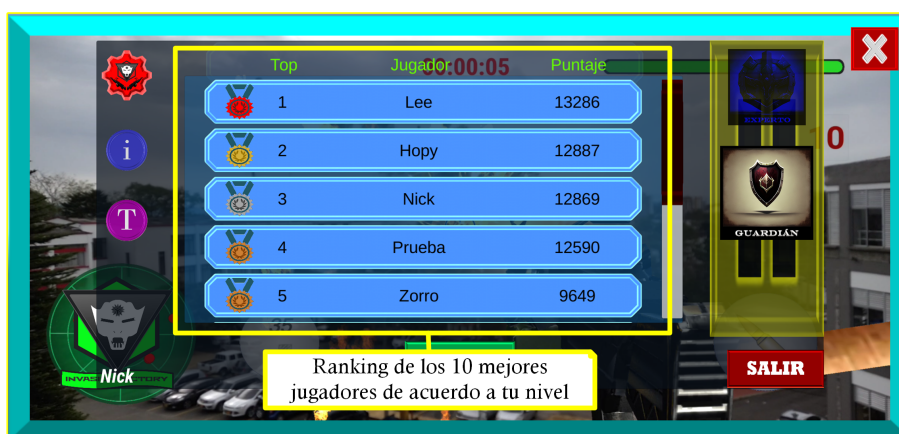 Top Jugador Puntaje
00:00:05
1 Lee 13286
2 Hopy 12887
3 Nick 12869
4 Prueba 12590
5 Zorro 9649
i
T
EXPERTO
10
GUARDIÁN
35
Nick
SALIR
Ranking de los 10 mejores
jugadores de acuerdo a tu nivel